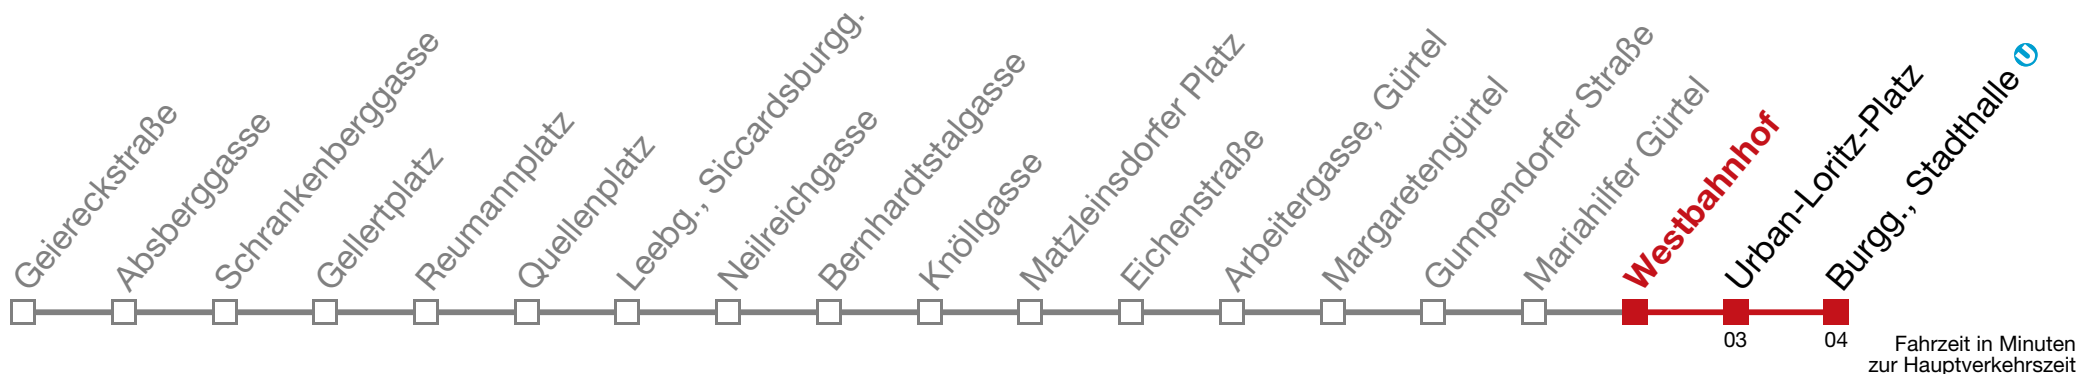 Geiereckstraße
Absberggasse
Schrankenberggasse
Gellertplatz
Reumannplatz
Quellenplatz
Leebg., Siccardsburgg.
Neilreichgasse
Bernhardtstalgasse
Knöllgasse
Matzleinsdorfer Platz
Eichenstraße
Arbeitergasse, Gürtel
Margaretengürtel
Gumpendorfer Straße
Mariahilfer Gürtel
Westbahnhof
Urban-Loritz-Platz
Burgg., Stadthalle U
03
04
Fahrzeit in Minuten
zur Hauptverkehrszeit